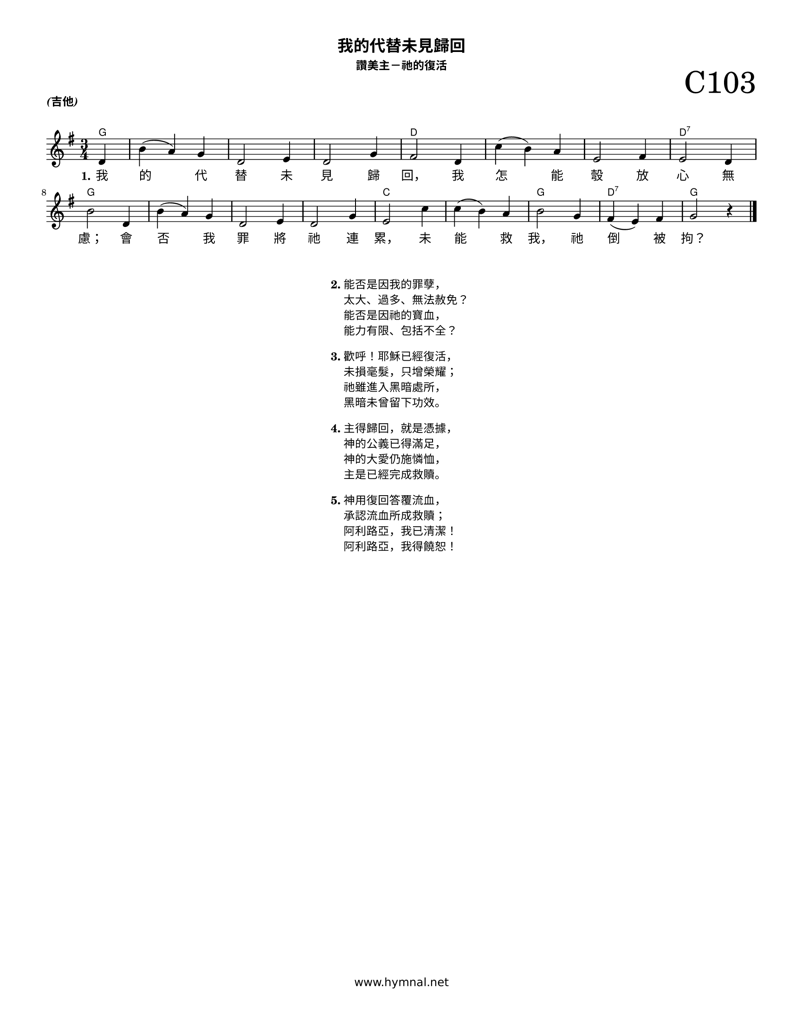 我的代替未見歸回
讚美主－祂的復活
C103
(吉他)
G D D7
1. 我 的 代 替 未 見 歸 回， 我 怎 能 彀 放 心 無
8 G C G D7 G
慮； 會 否 我 罪 將 祂 連 累， 未 能 救 我， 祂 倒 被 拘？
2. 能否是因我的罪孽，
太大、過多、無法赦免？
能否是因祂的寶血，
能力有限、包括不全？
3. 歡呼！耶穌已經復活，
未損毫髮，只增榮耀；
祂雖進入黑暗處所，
黑暗未曾留下功效。
4. 主得歸回，就是憑據，
神的公義已得滿足，
神的大愛仍施憐恤，
主是已經完成救贖。
5. 神用復回答覆流血，
承認流血所成救贖；
阿利路亞，我已清潔！
阿利路亞，我得饒恕！
www.hymnal.net